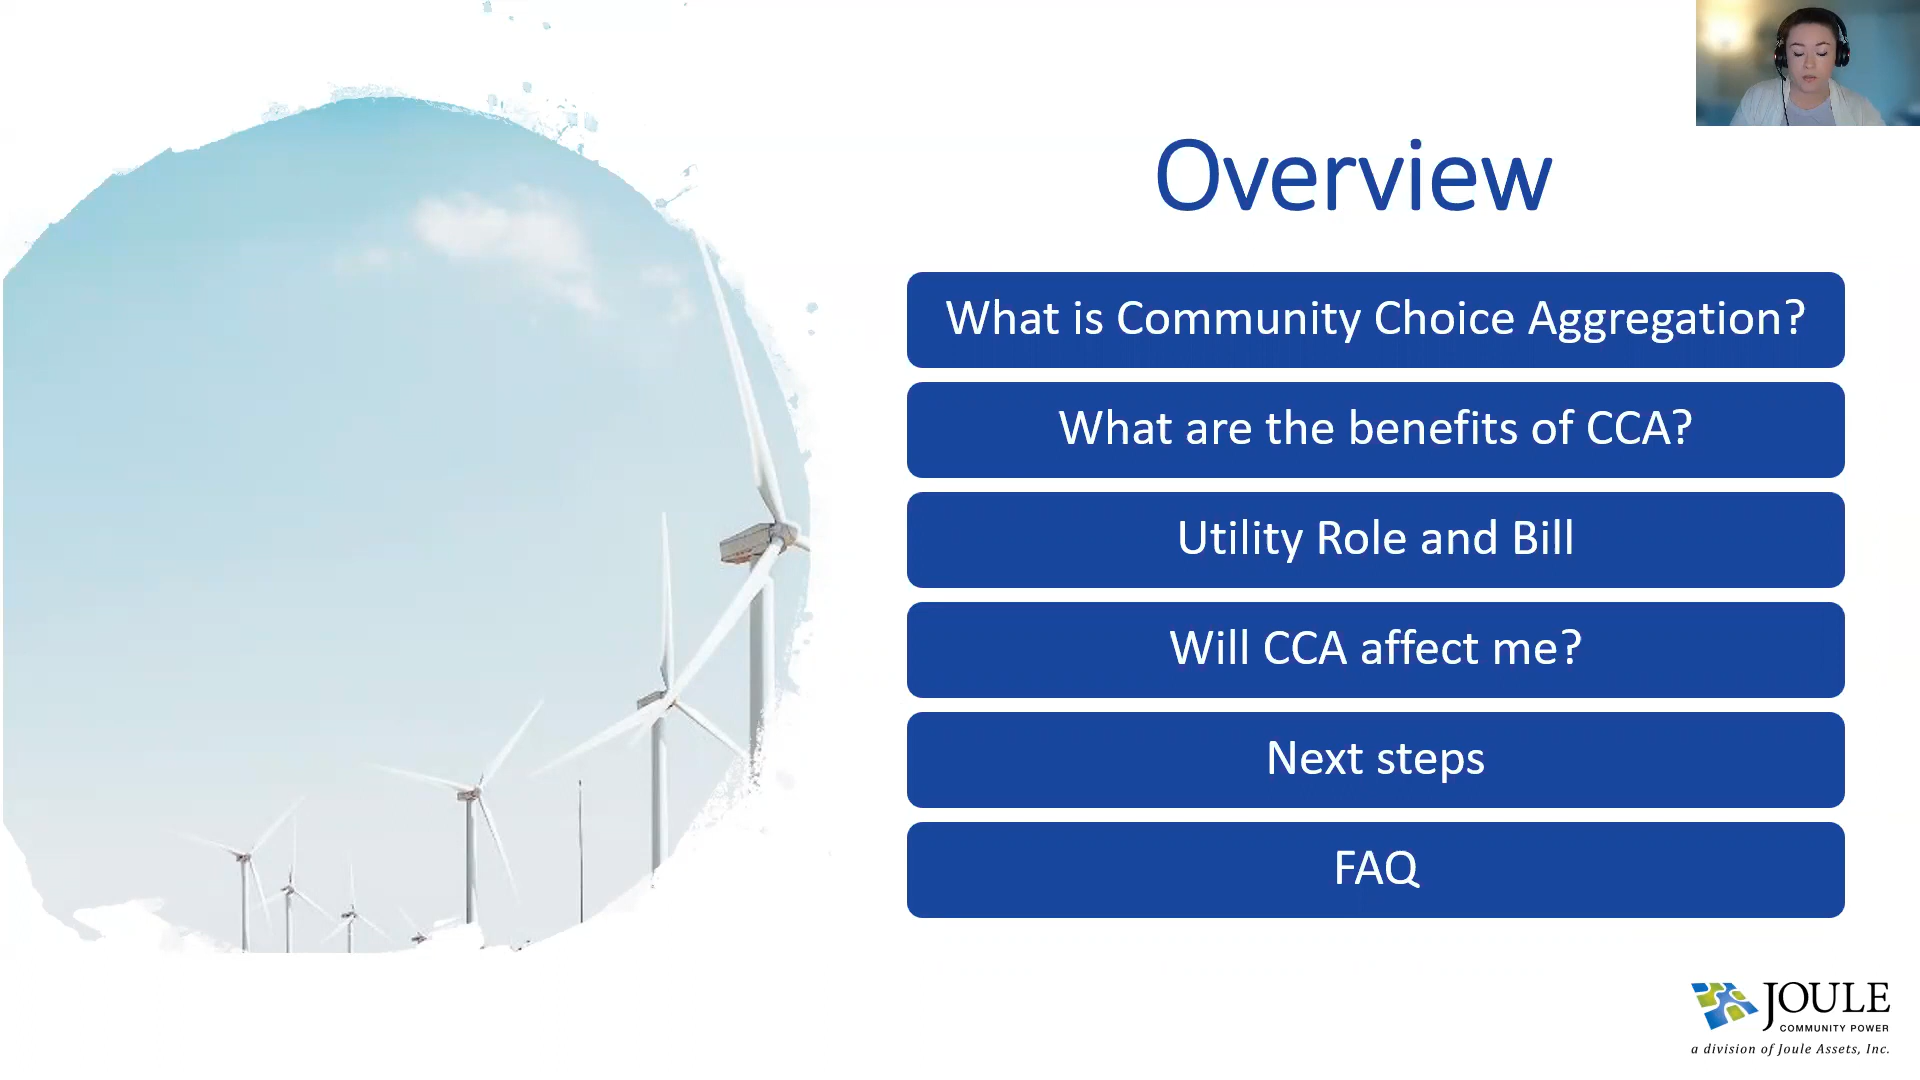 Overview
What is Community Choice Aggregation?
What are the benefits of CCA?
Utility Role and Bill
Will CCA affect me?
Next steps
FAQ
JOULE
COMMUNITY POWER
a division of Joule Assets, Inc.